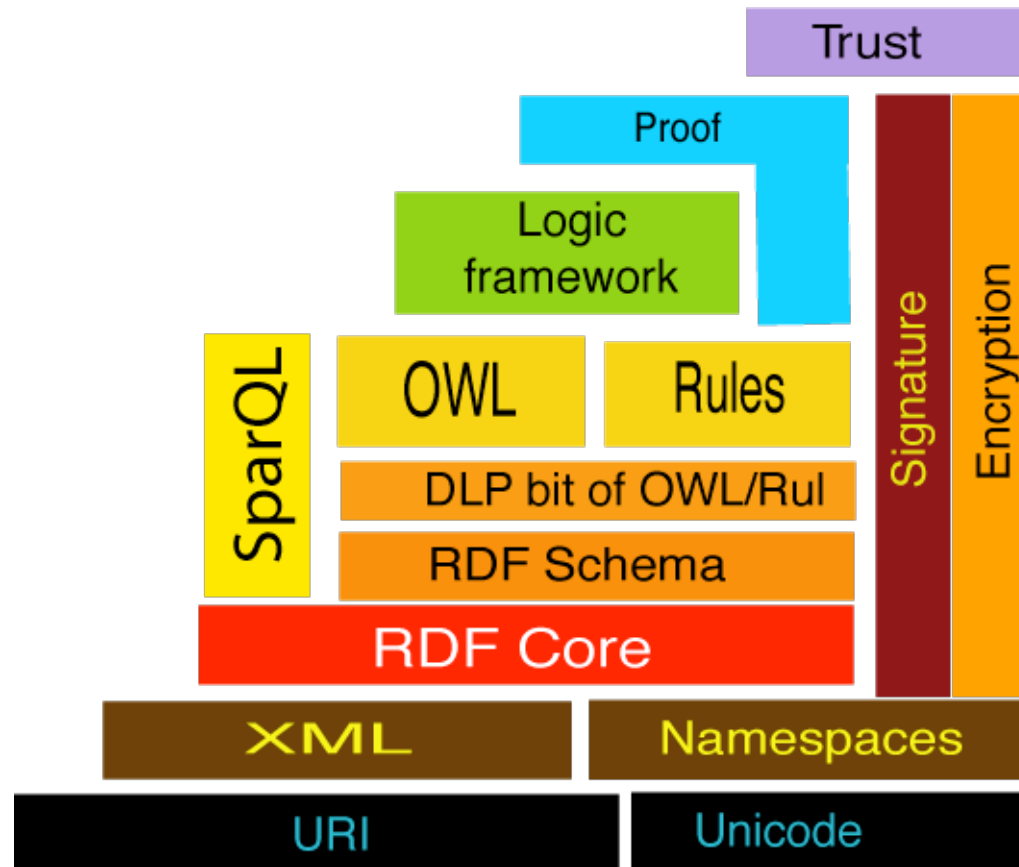 Trust
Proof
Logic
framework
Signature
Encryption
SparQL
OWL
Rules
DLP bit of OWL/Rul
RDF Schema
RDF Core
XML
Namespaces
URI
Unicode